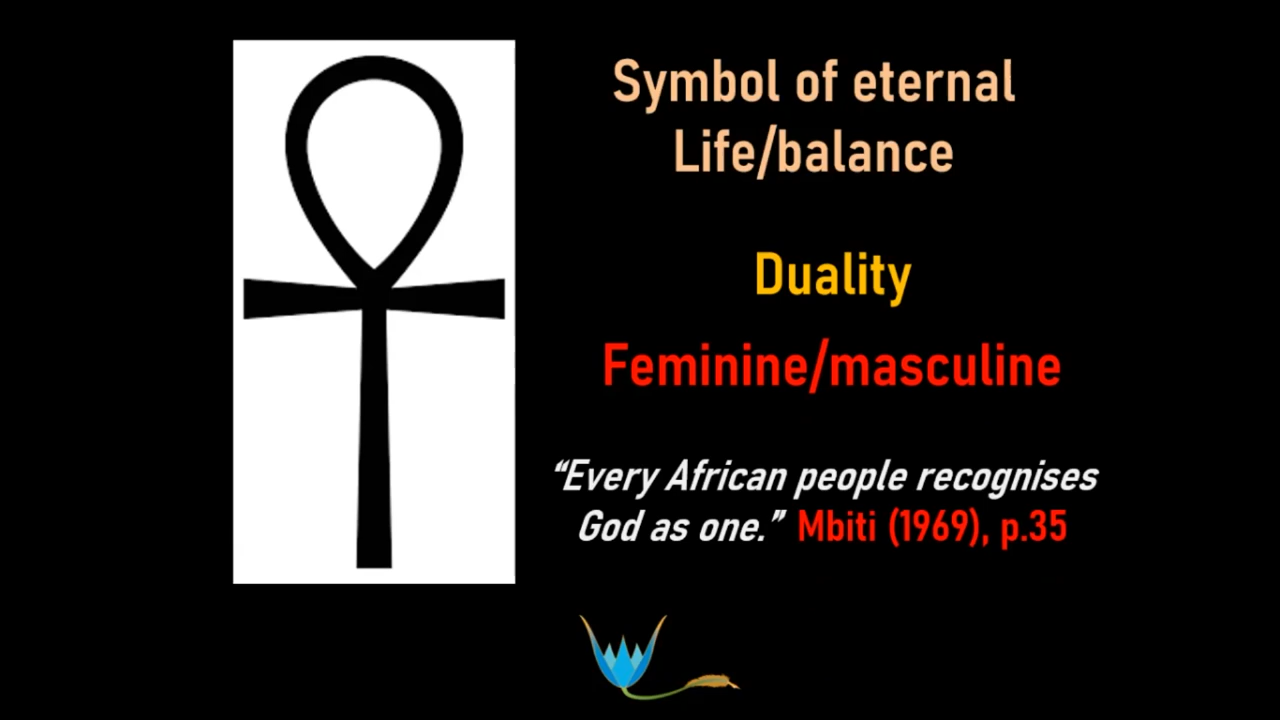 Symbol of eternal
Life/balance
Duality
Feminine/masculine
“Every African people recognises
God as one.” Mbiti (1969), p.35